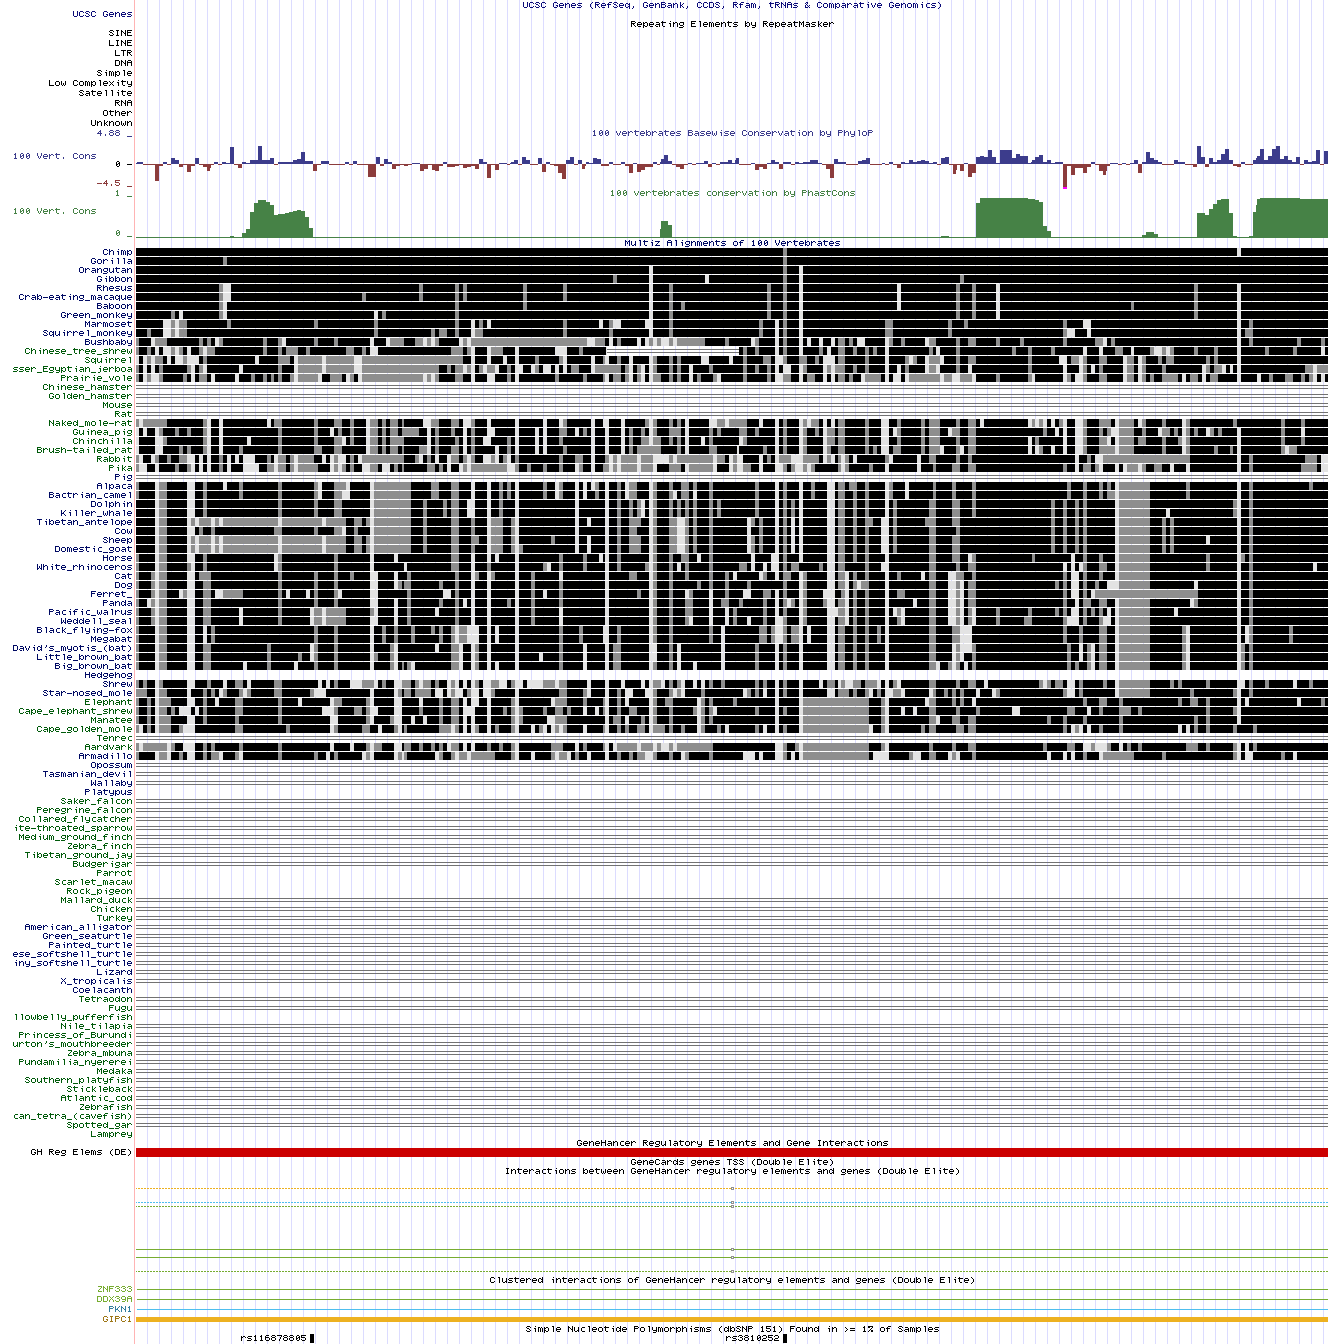 UCSC Genes (RefSeq, GenBank, CCDS, Rfam, tRNAs & Comparative Genomics)
UCSC Genes
Repeating Elements by RepeatMasker
SINE
LINE
LTR
DNA
Simple
Low Complexity
Satellite
RNA
Other
Unknown
4.88 _
100 vertebrates Basewise Conservation by PhyloP
100 Vert. Cons
0 _
-4.5 _
100 vertebrates conservation by PhastCons
1 _
100 Vert. Cons
0 _
Multiz Alignments of 100 Vertebrates
Chimp
Gorilla
Orangutan
Gibbon
Rhesus
Crab-eating_macaque
Baboon
Green_monkey
Marmoset
Squirrel_monkey
Bushbaby
Chinese_tree_shrew
Squirrel
sser_Egyptian_jerboa
Prairie_vole
Chinese_hamster
Golden_hamster
Mouse
Rat
Naked_mole-rat
Guinea_pig
Chinchilla
Brush-tailed_rat
Rabbit
Pika
Pig
Alpaca
Bactrian_camel
Dolphin
Killer_whale
Tibetan_antelope
Cow
Sheep
Domestic_goat
Horse
White_rhinoceros
Cat
Dog
Ferret_
Panda
Pacific_walrus
Weddell_seal
Black_flying-fox
Megabat
David's_myotis_(bat)
Little_brown_bat
Big_brown_bat
Hedgehog
Shrew
Star-nosed_mole
Elephant
Cape_elephant_shrew
Manatee
Cape_golden_mole
Tenrec
Aardvark
Armadillo
Opossum
Tasmanian_devil
Wallaby
Platypus
Saker_falcon
Peregrine_falcon
Collared_flycatcher
ite-throated_sparrow
Medium_ground_finch
Zebra_finch
Tibetan_ground_jay
Budgerigar
Parrot
Scarlet_macaw
Rock_pigeon
Mallard_duck
Chicken
Turkey
American_alligator
Green_seaturtle
Painted_turtle
ese_softshell_turtle
iny_softshell_turtle
Lizard
X_tropicalis
Coelacanth
Tetraodon
Fugu
llowbelly_pufferfish
Nile_tilapia
Princess_of_Burundi
urton's_mouthbreeder
Zebra_mbuna
Pundamilia_nyererei
Medaka
Southern_platyfish
Stickleback
Atlantic_cod
Zebrafish
can_tetra_(cavefish)
Spotted_gar
Lamprey
GeneHancer Regulatory Elements and Gene Interactions
GH Reg Elems (DE)
GeneCards genes TSS (Double Elite)
Interactions between GeneHancer regulatory elements and genes (Double Elite)
Clustered interactions of GeneHancer regulatory elements and genes (Double Elite)
ZNF333
DDX39A
PKN1
GIPC1
Simple Nucleotide Polymorphisms (dbSNP 151) Found in >= 1% of Samples
rs116878805 rs3810252